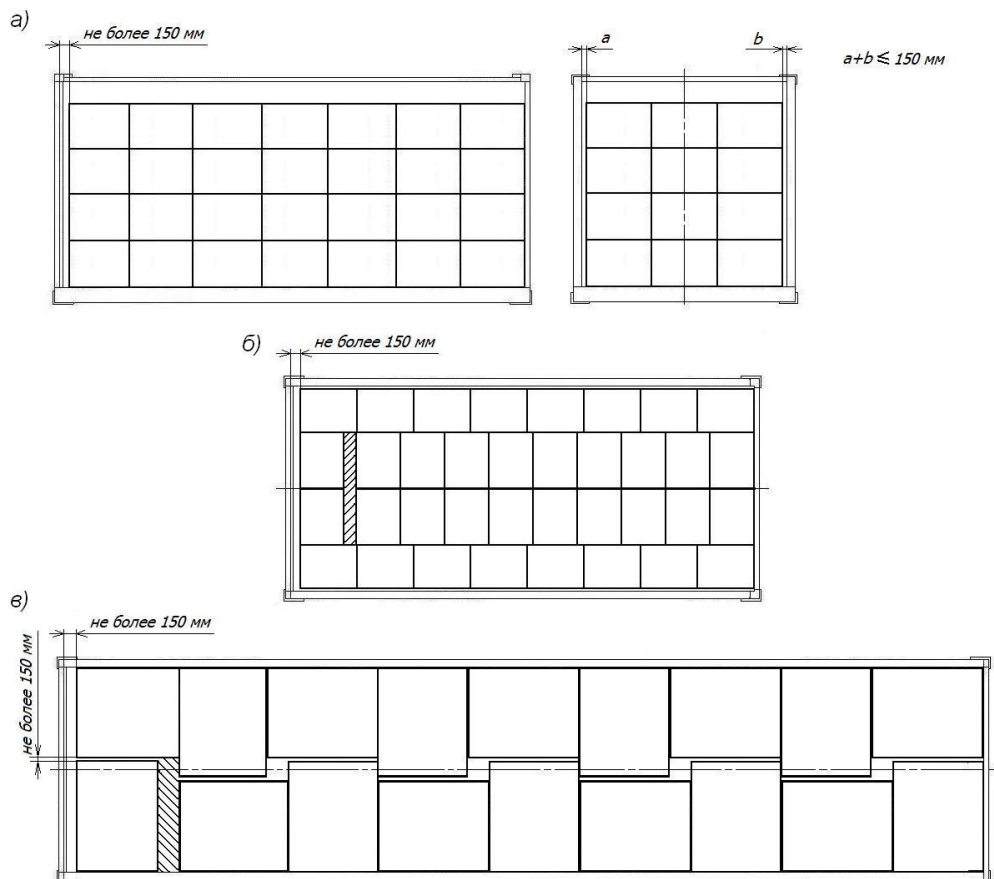 а)
не более 150 мм
a
b
a+b ⩽ 150 мм
б)
не более 150 мм
в)
не более 150 мм
не более 150 мм